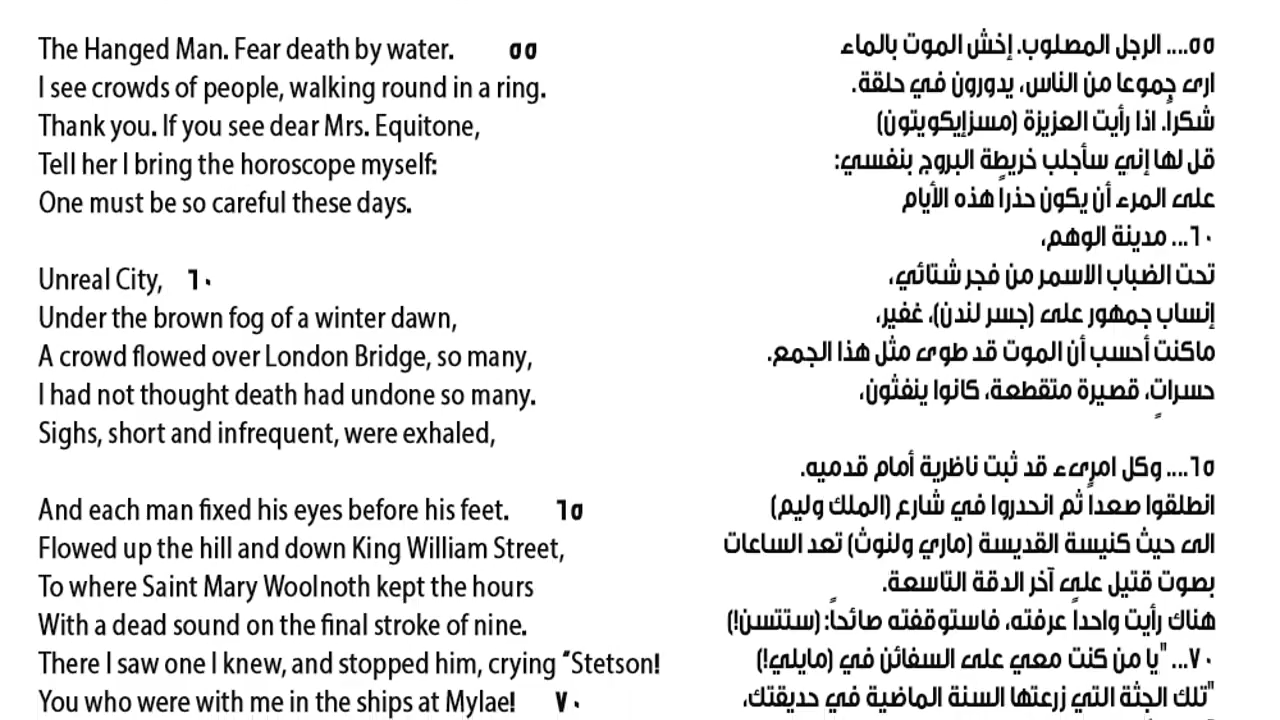 The Hanged Man. Fear death by water. ٥٥
I see crowds of people, walking round in a ring.
Thank you. If you see dear Mrs. Equitone,
Tell her I bring the horoscope myself:
One must be so careful these days.
Unreal City, ٦٠
Under the brown fog of a winter dawn,
A crowd flowed over London Bridge, so many,
I had not thought death had undone so many.
Sighs, short and infrequent, were exhaled,
And each man fixed his eyes before his feet. ٦٥
Flowed up the hill and down King William Street,
To where Saint Mary Woolnoth kept the hours
With a dead sound on the final stroke of nine.
There I saw one I knew, and stopped him, crying “Stetson!
You who were with me in the ships at Mylae! ٧٠
٥٥.... الرجل المصلوب. إخش الموت بالماء
ارى جموعا من الناس، يدورون في حلقة.
شكراً. اذا رأيت العزيزة (مسزإيكويتون)
قل لها إني سأجلب خريطة البروج بنفسي:
على المرء أن يكون حذراً هذه الأيام
٦٠... مدينة الوهم،
تحت الضباب الاسمر من فجر شتائي،
إنساب جمهور على (جسر لندن)، غفير،
ماكنت أحسب أن الموت قد طوى مثل هذا الجمع.
حسراتٍ، قصيرة متقطعة، كانوا ينفثون،
٦٥.... وكل امرىء قد ثبت ناظرية أمام قدميه.
انطلقوا صعداً ثم انحدروا في شارع (الملك وليم)
الى حيث كنيسة القديسة (ماري ولنوث) تعد الساعات
بصوت قتيل على آخر الدقة التاسعة.
هناك رأيت واحداً عرفته، فاستوقفته صائحاً: (ستتسن!)
٧٠... "يا من كنت معي على السفائن في (مايلي!)
"تلك الجثة التي زرعتها السنة الماضية في حديقتك،